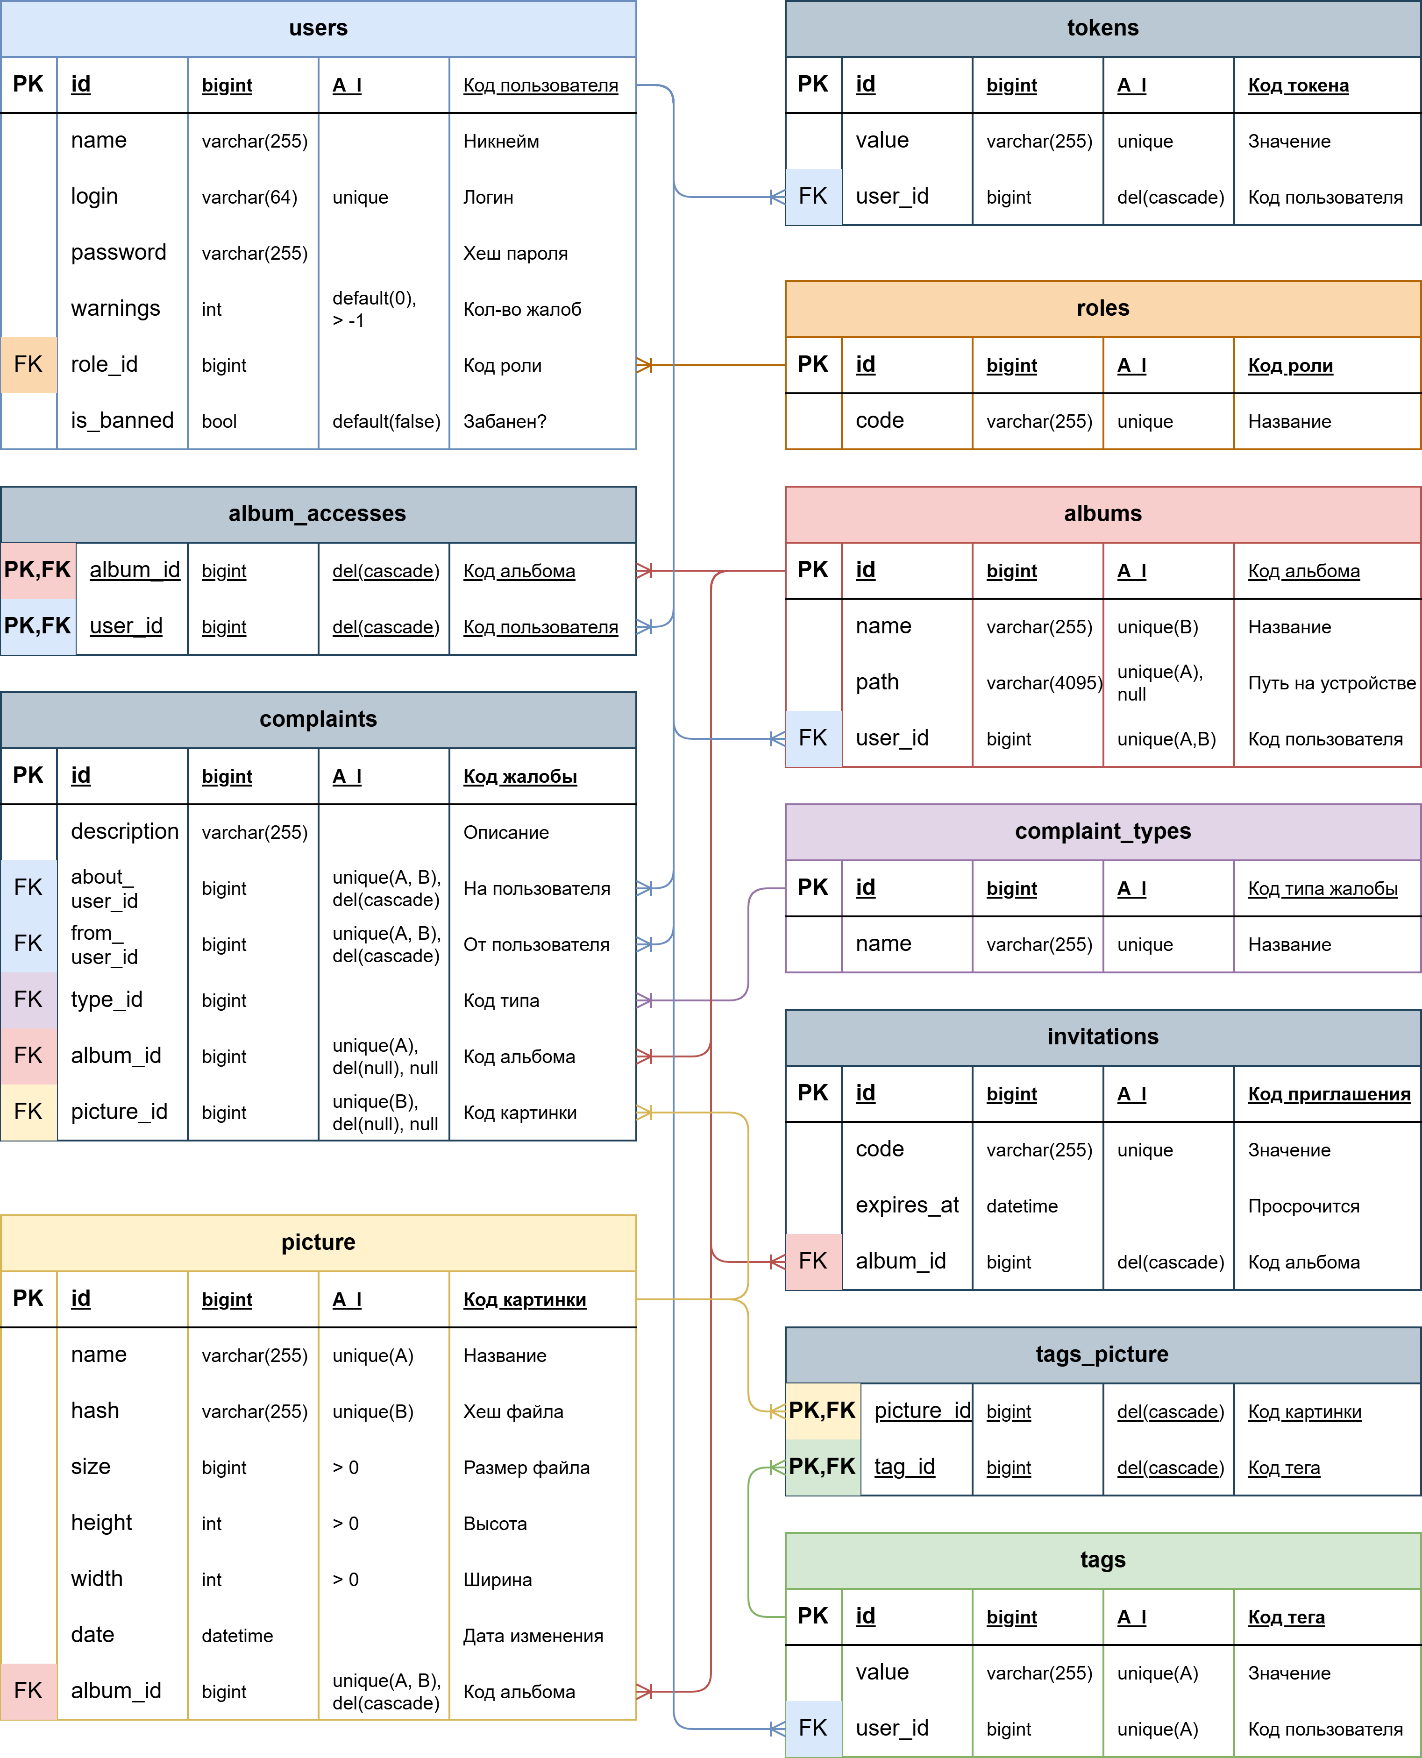 users
PK id bigint A_I Код пользователя
name varchar(255) Никнейм
login varchar(64) unique Логин
password varchar(255) Хеш пароля
warnings int default(0), > -1 Кол-во жалоб
FK role_id bigint Код роли
is_banned bool default(false) Забанен?
tokens
PK id bigint A_I Код токена
value varchar(255) unique Значение
FK user_id bigint del(cascade) Код пользователя
roles
PK id bigint A_I Код роли
code varchar(255) unique Название
album_accesses
PK,FK album_id bigint del(cascade) Код альбома
PK,FK user_id bigint del(cascade) Код пользователя
albums
PK id bigint A_I Код альбома
name varchar(255) unique(B) Название
path varchar(4095) unique(A), null Путь на устройстве
FK user_id bigint unique(A,B) Код пользователя
complaints
PK id bigint A_I Код жалобы
description varchar(255) Описание
FK about_user_id bigint unique(A, B), del(cascade) На пользователя
FK from_user_id bigint unique(A, B), del(cascade) От пользователя
FK type_id bigint Код типа
FK album_id bigint unique(A), del(null), null Код альбома
FK picture_id bigint unique(B), del(null), null Код картинки
complaint_types
PK id bigint A_I Код типа жалобы
name varchar(255) unique Название
invitations
PK id bigint A_I Код приглашения
code varchar(255) unique Значение
expires_at datetime Просрочится
FK album_id bigint del(cascade) Код альбома
picture
PK id bigint A_I Код картинки
name varchar(255) unique(A) Название
hash varchar(255) unique(B) Хеш файла
size bigint > 0 Размер файла
height int > 0 Высота
width int > 0 Ширина
date datetime Дата изменения
FK album_id bigint unique(A, B), del(cascade) Код альбома
tags_picture
PK,FK picture_id bigint del(cascade) Код картинки
PK,FK tag_id bigint del(cascade) Код тега
tags
PK id bigint A_I Код тега
value varchar(255) unique(A) Значение
FK user_id bigint unique(A) Код пользователя